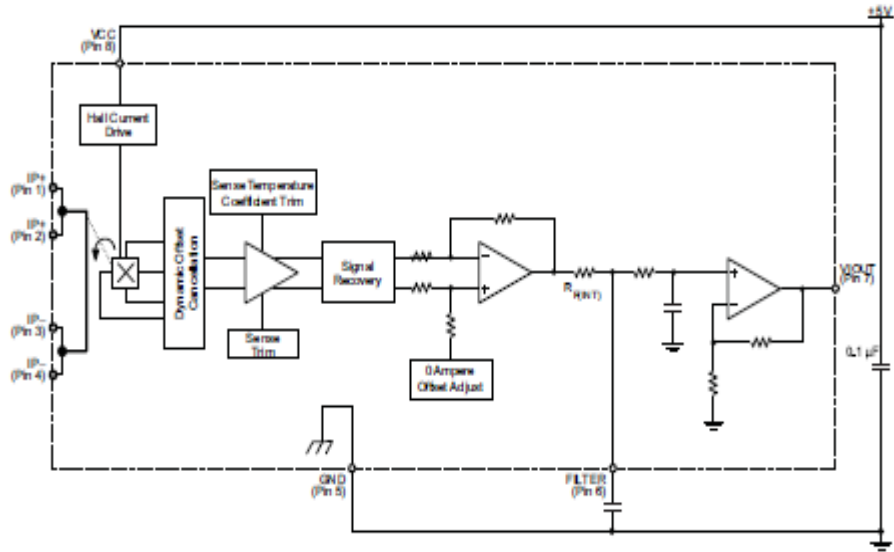 +5V
VCC
(Pin 8)
Hall Current
Drive
IP+
(Pin 1)
IP+
(Pin 2)
IP−
(Pin 3)
IP−
(Pin 4)
Dynamic Offset
Cancellation
Sense Temperature
Coefficient Trim
Sense
Trim
Signal
Recovery
0 Ampere
Offset Adjust
−
+
RF(INT)
+
−
VIOUT
(Pin 7)
0.1 µF
GND
(Pin 5)
FILTER
(Pin 6)